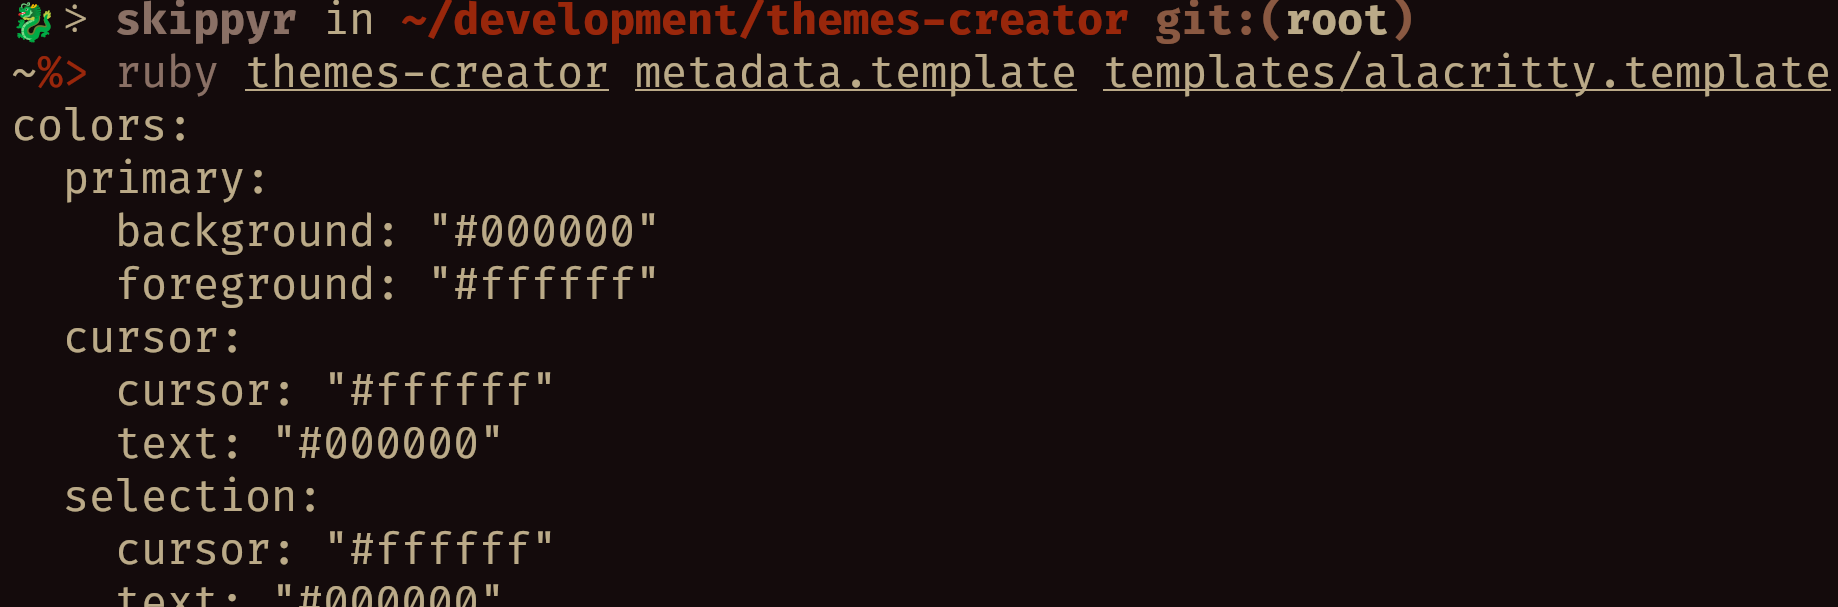 🐉 > skippyr in ~/development/themes-creator git:(root)
~%> ruby themes-creator metadata.template templates/alacritty.template
colors:
  primary:
    background: "#000000"
    foreground: "#ffffff"
  cursor:
    cursor: "#ffffff"
    text: "#000000"
  selection:
    cursor: "#ffffff"
    text: "#000000"